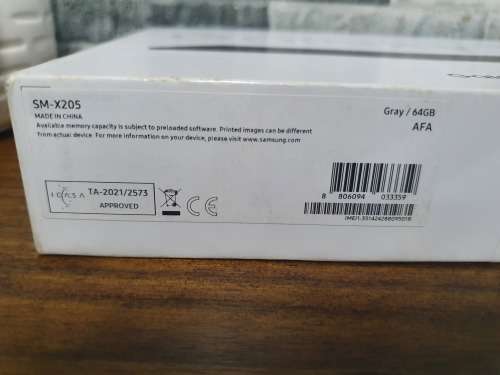 SM-X205
MADE IN CHINA
Available memory capacity is subject to preloaded software. Printed images can be different
from actual device. For more information on your device, please visit www.samsung.com
Gray / 64GB
AFA
I C A S A
TA-2021/2573
APPROVED
CE
8 806094 033359